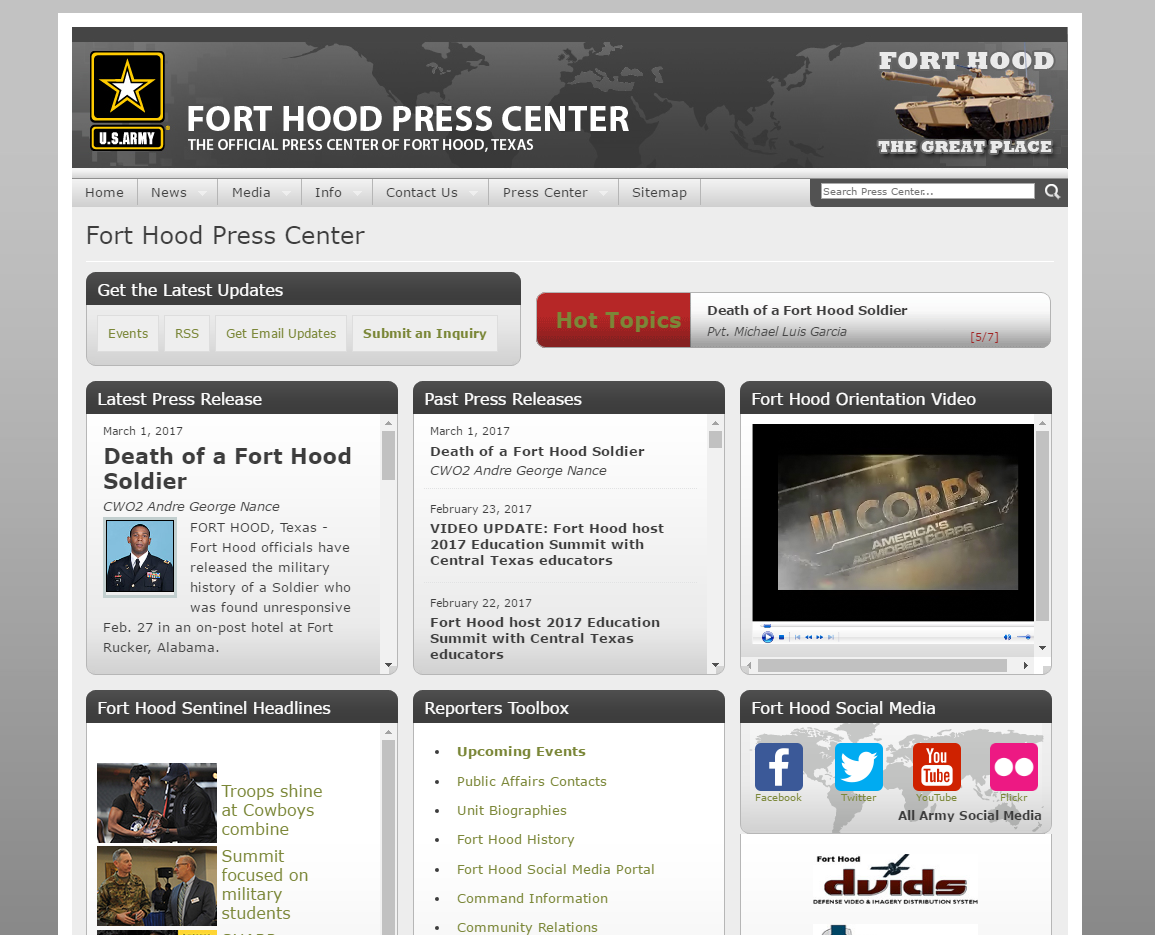 U.S.ARMY
FORT HOOD PRESS CENTER
THE OFFICIAL PRESS CENTER OF FORT HOOD, TEXAS
FORT HOOD
THE GREAT PLACE
Home News Media Info Contact Us Press Center Sitemap
Search Press Center...
Fort Hood Press Center
Get the Latest Updates
Events RSS Get Email Updates Submit an Inquiry
Hot Topics
Death of a Fort Hood Soldier
Pvt. Michael Luis Garcia
[5/7]
Latest Press Release
March 1, 2017
Death of a Fort Hood
Soldier
CWO2 Andre George Nance
FORT HOOD, Texas -
Fort Hood officials have
released the military
history of a Soldier who
was found unresponsive
Feb. 27 in an on-post hotel at Fort
Rucker, Alabama.
Past Press Releases
March 1, 2017
Death of a Fort Hood Soldier
CWO2 Andre George Nance
February 23, 2017
VIDEO UPDATE: Fort Hood host
2017 Education Summit with
Central Texas educators
February 22, 2017
Fort Hood host 2017 Education
Summit with Central Texas
educators
Fort Hood Orientation Video
III CORPS
AMERICA'S
ARMORED CORPS
Fort Hood Sentinel Headlines
Troops shine
at Cowboys
combine
Summit
focused on
military
students
Reporters Toolbox
Upcoming Events
Public Affairs Contacts
Unit Biographies
Fort Hood History
Fort Hood Social Media Portal
Command Information
Community Relations
Fort Hood Social Media
You
Tube
Facebook Twitter YouTube Flickr
All Army Social Media
Fort Hood
dvids
DEFENSE VIDEO & IMAGERY DISTRIBUTION SYSTEM